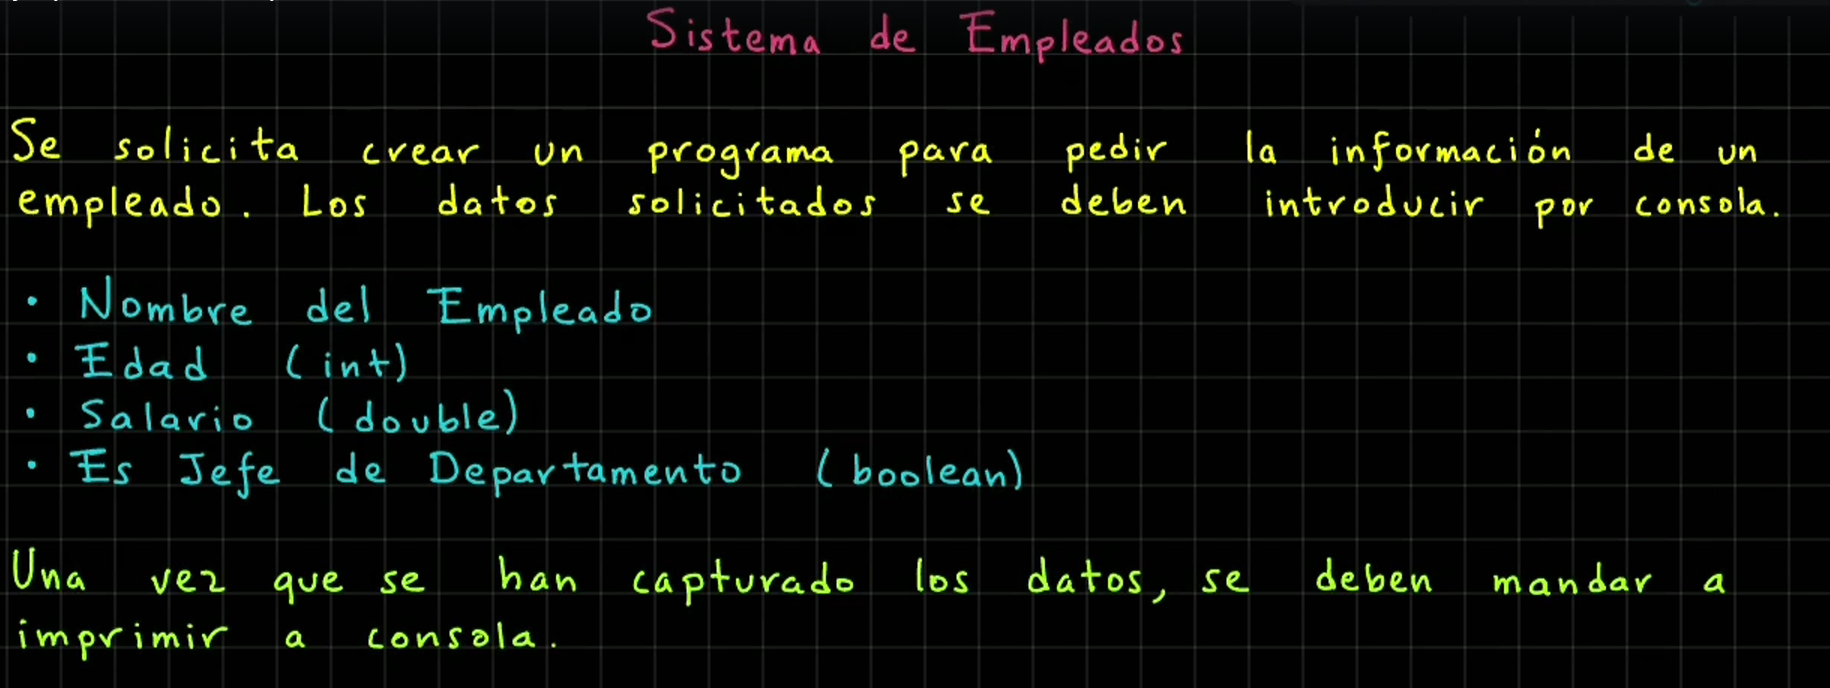 Sistema de Empleados
Se solicita crear un programa para pedir la información de un
empleado. Los datos solicitados se deben introducir por consola.
• Nombre del Empleado
• Edad (int)
• Salario (double)
• Es Jefe de Departamento (boolean)
Una vez que se han capturado los datos, se deben mandar a
imprimir a consola.